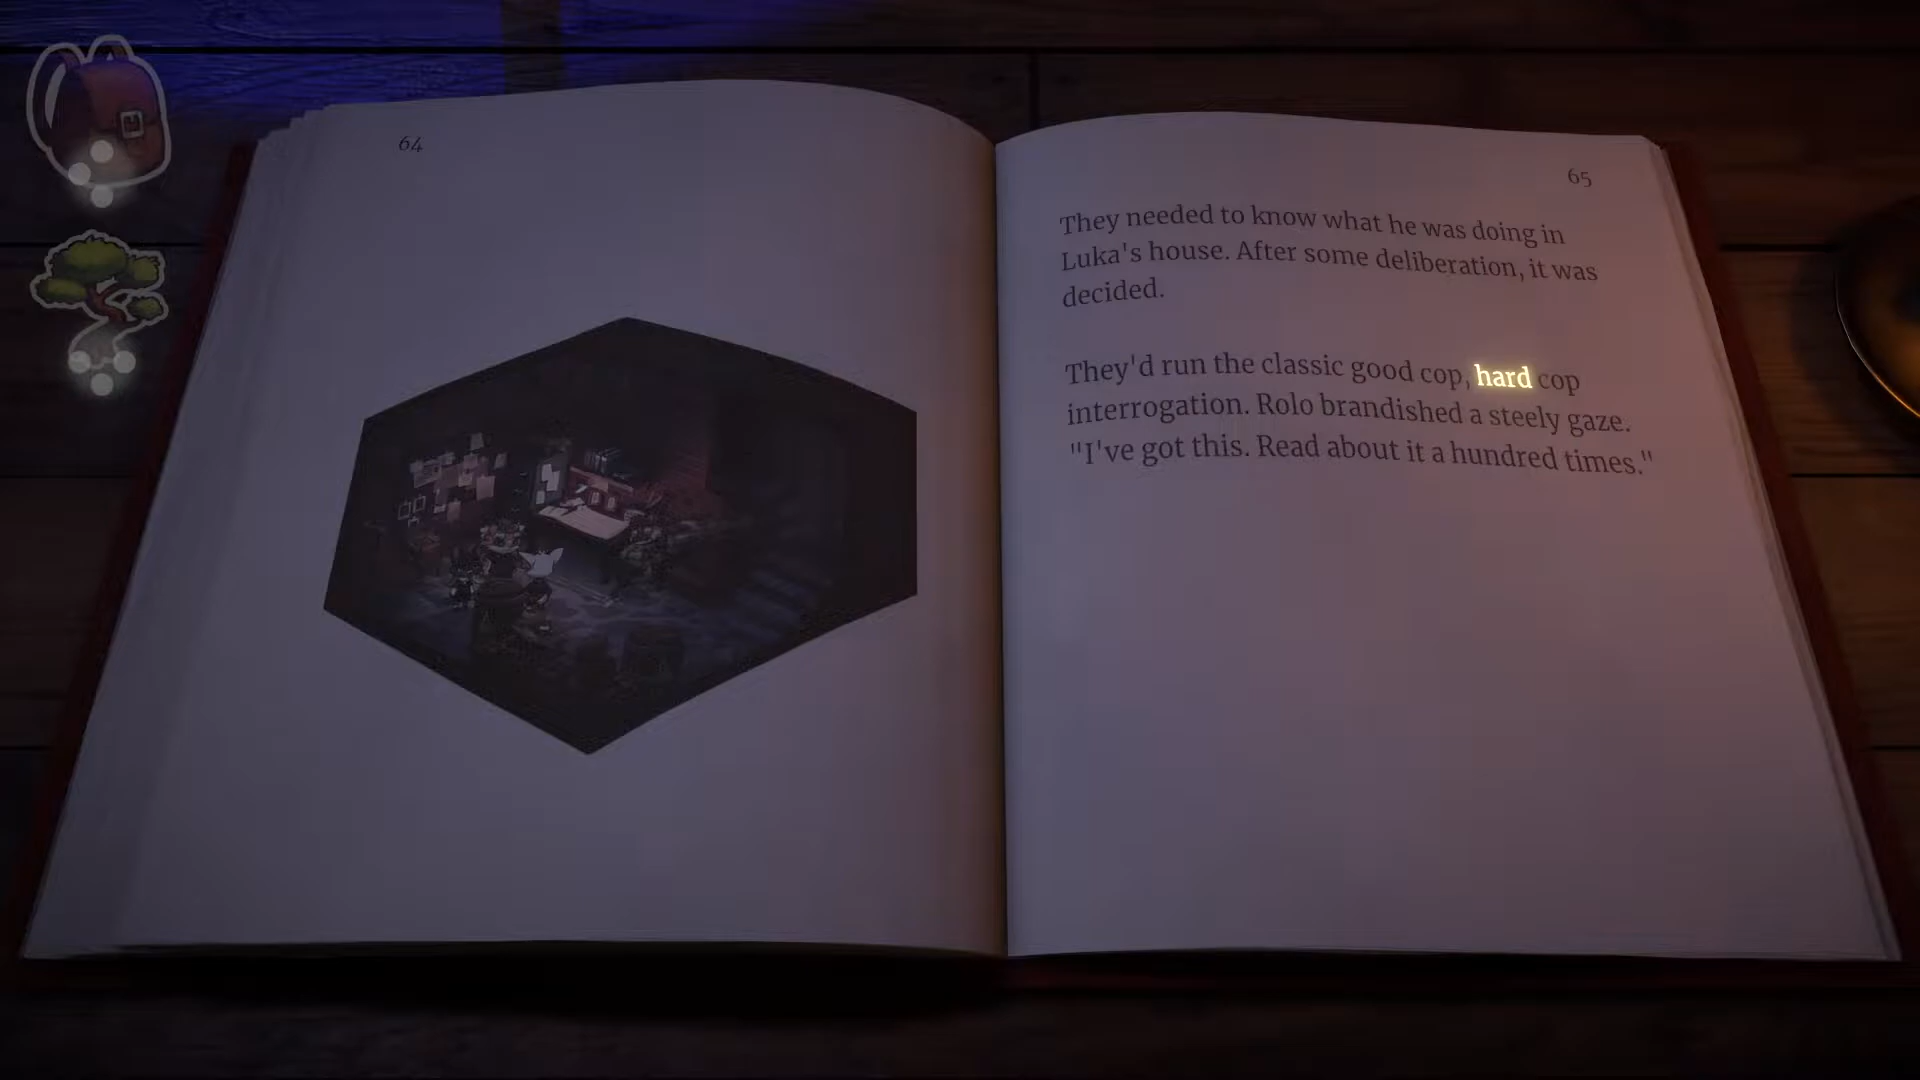 64
65
They needed to know what he was doing in
Luka's house. After some deliberation, it was
decided.
They'd run the classic good cop, hard cop
interrogation. Rolo brandished a steely gaze.
"I've got this. Read about it a hundred times."